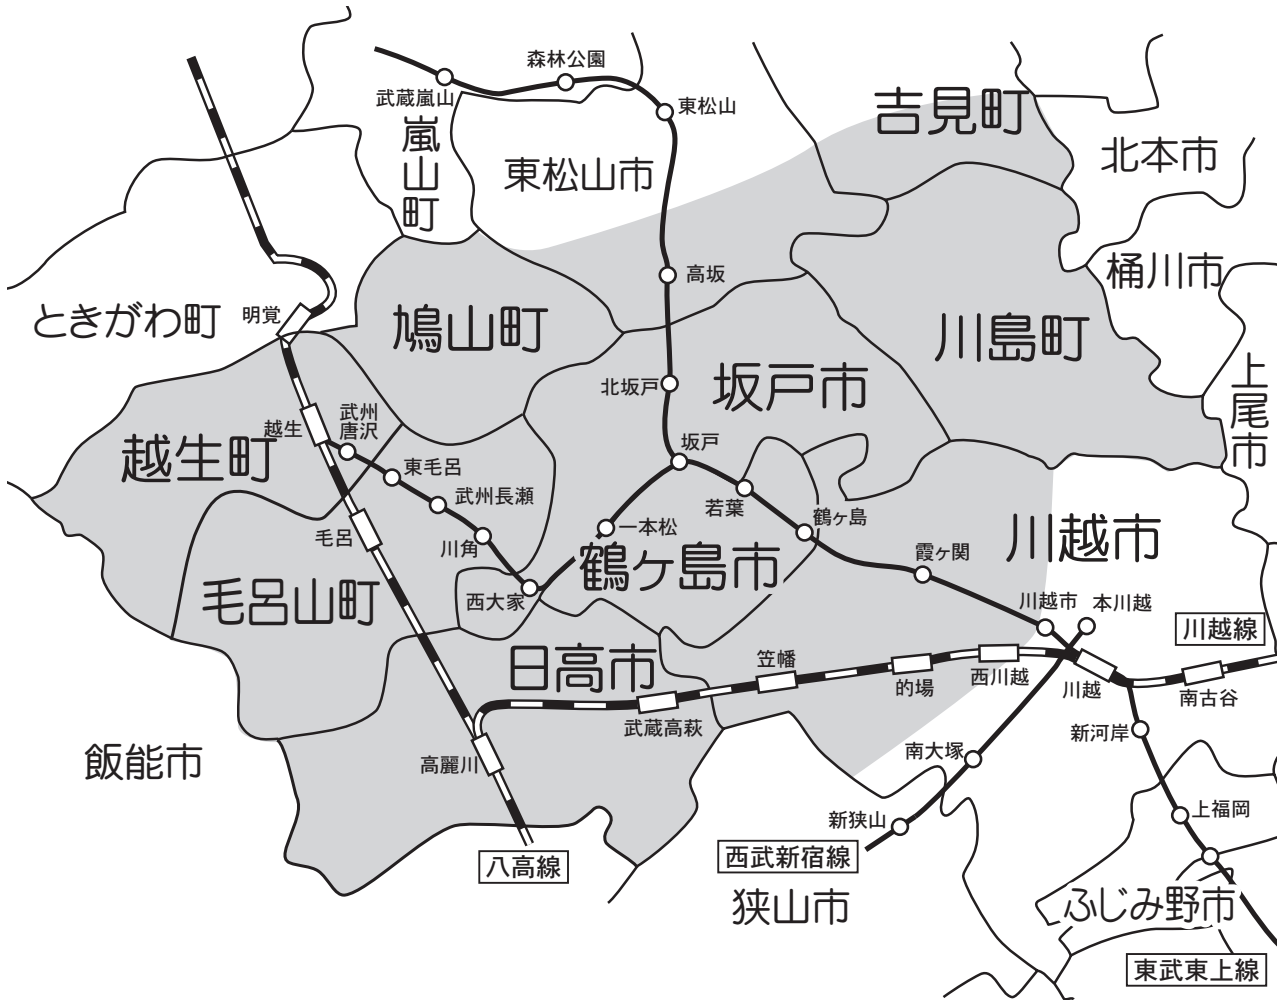 森林公園
武蔵嵐山
東松山
吉見町
嵐山町
東松山市
北本市
高坂
桶川市
ときがわ町
明覚
鳩山町
川島町
北坂戸
坂戸市
上尾市
武州
唐沢
越生
越生町
坂戸
東毛呂
武州長瀬
若葉
鶴ヶ島
一本松
毛呂
川角
鶴ヶ島市
霞ヶ関
川越市
毛呂山町
西大家
川越市
本川越
川越線
日高市
笠幡
的場
西川越
川越
南古谷
武蔵高萩
新河岸
飯能市
高麗川
南大塚
上福岡
新狭山
八高線
西武新宿線
狭山市
ふじみ野市
東武東上線